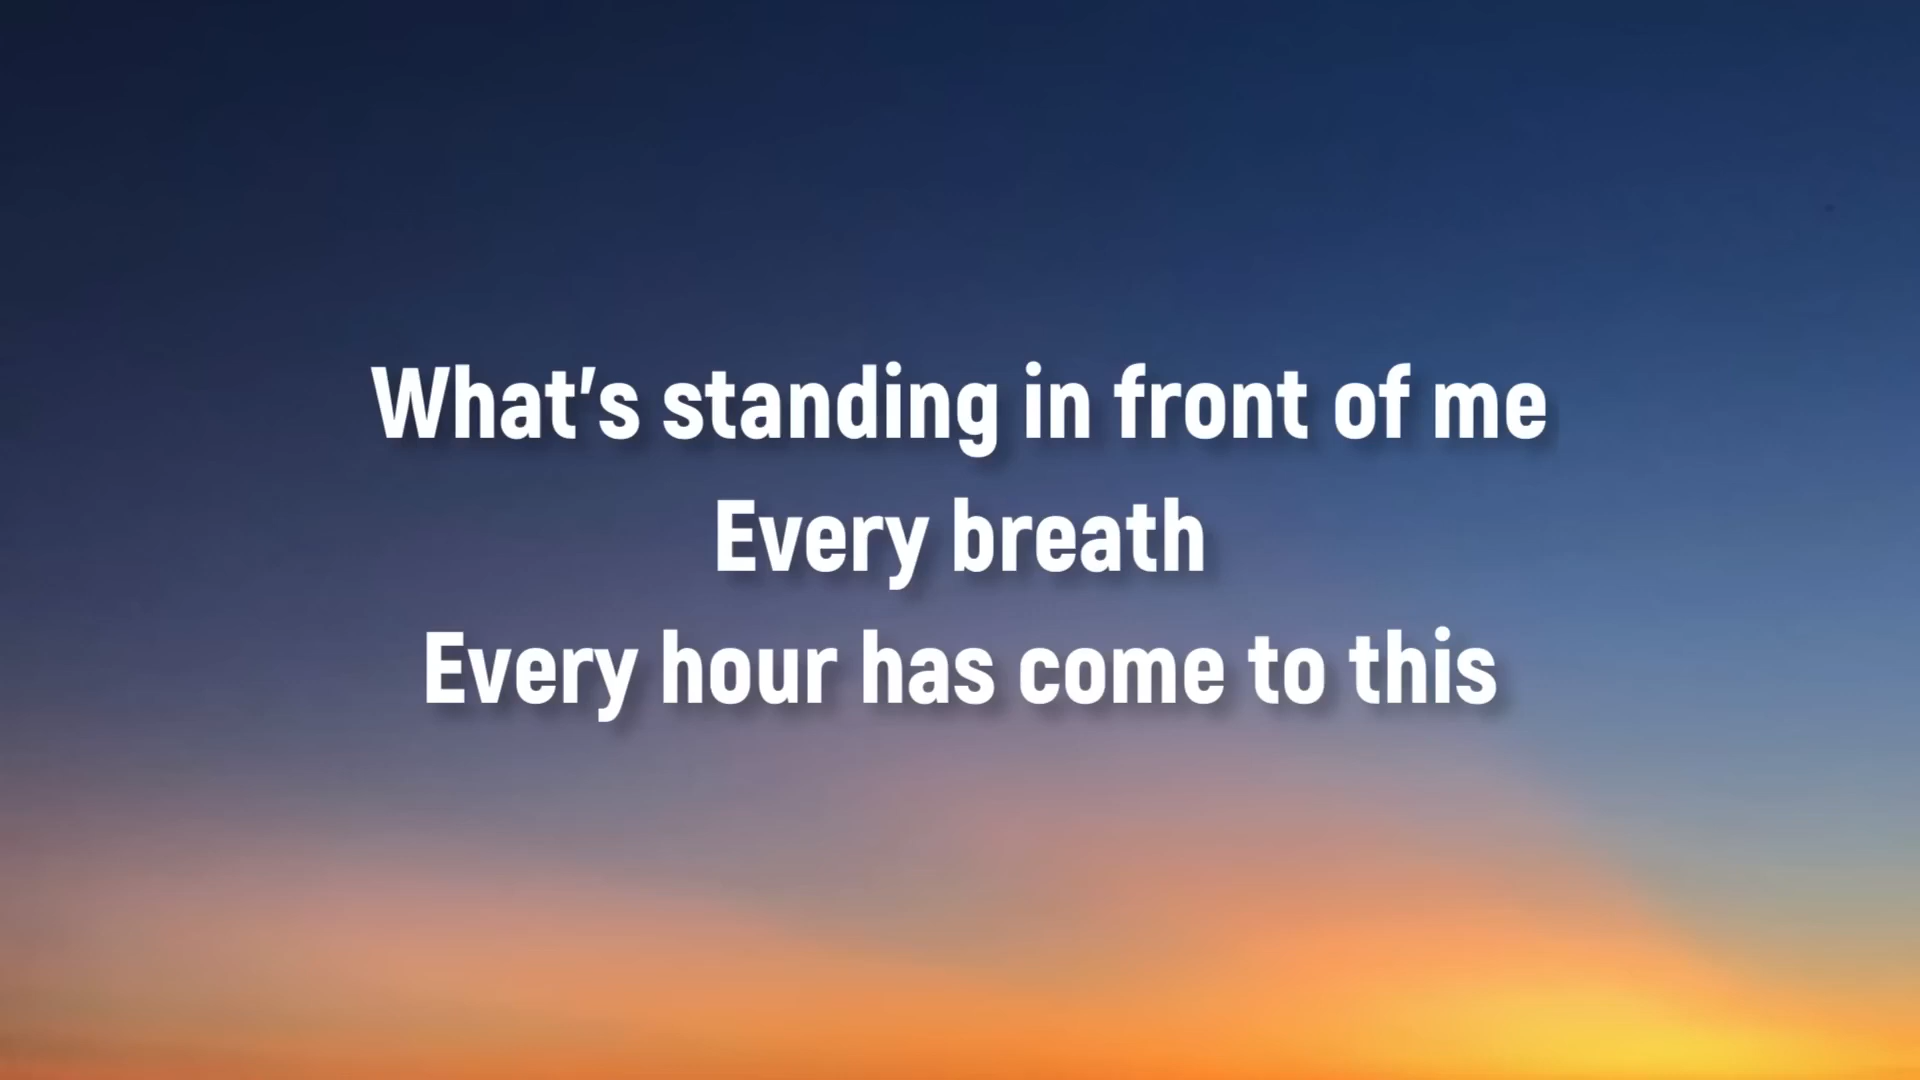 What's standing in front of me
Every breath
Every hour has come to this